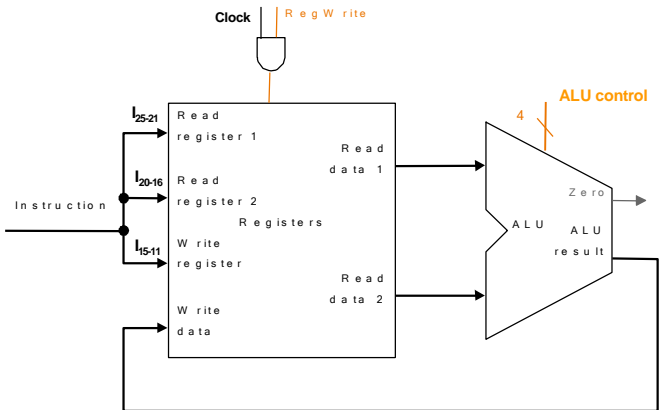 Clock
RegWrite
ALU control
4
I25-21
Read
register 1
Read
data 1
I20-16
Read
register 2
Zero
Instruction
Registers
ALU
ALU
result
I15-11
Write
register
Read
data 2
Write
data